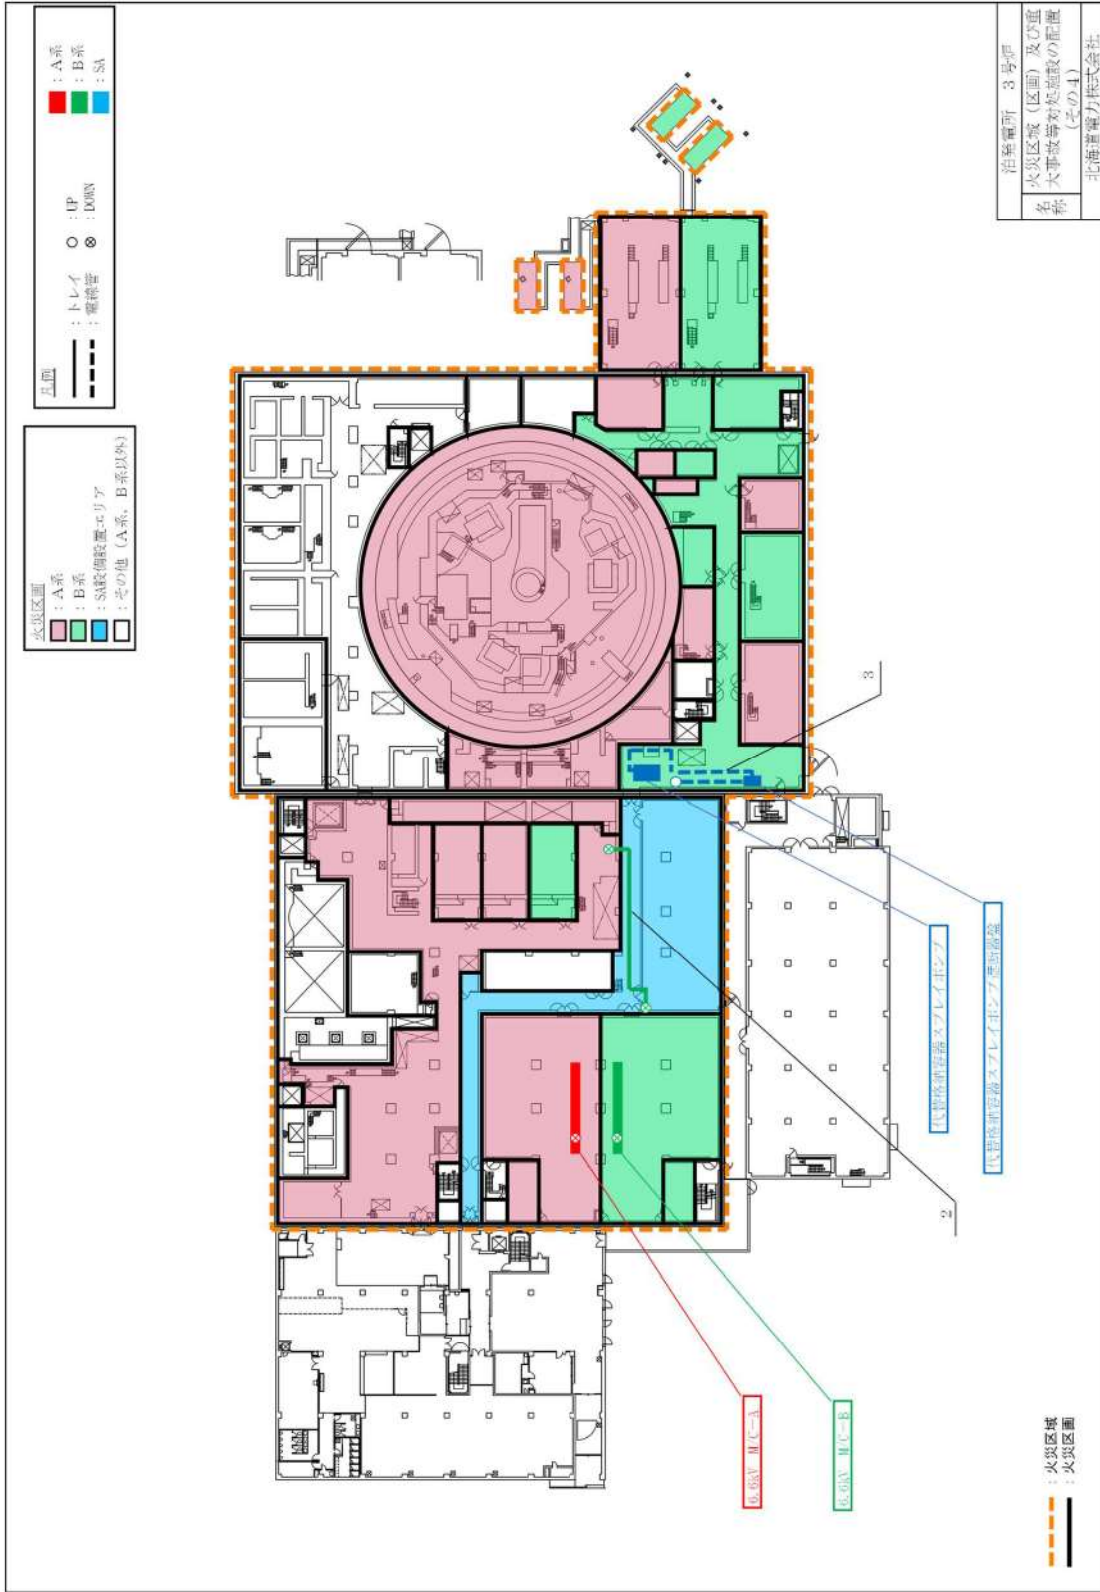 火災区画
：A系
：B系
：SA設備設置エリア
：その他（A系，B系以外）
凡例
：トレイ
：電線管
○：UP
⊗：DOWN
：A系
：B系
：SA
3
2
代替格納容器スプレイポンプ
代替格納容器スプレイポンプ遮断器盤
6.6kV M/C－A
6.6kV M/C－B
：火災区域
：火災区画
泊発電所 3号炉
名称
火災区域（区画）及び重
大事故等対処施設の配置
（その4）
北海道電力株式会社